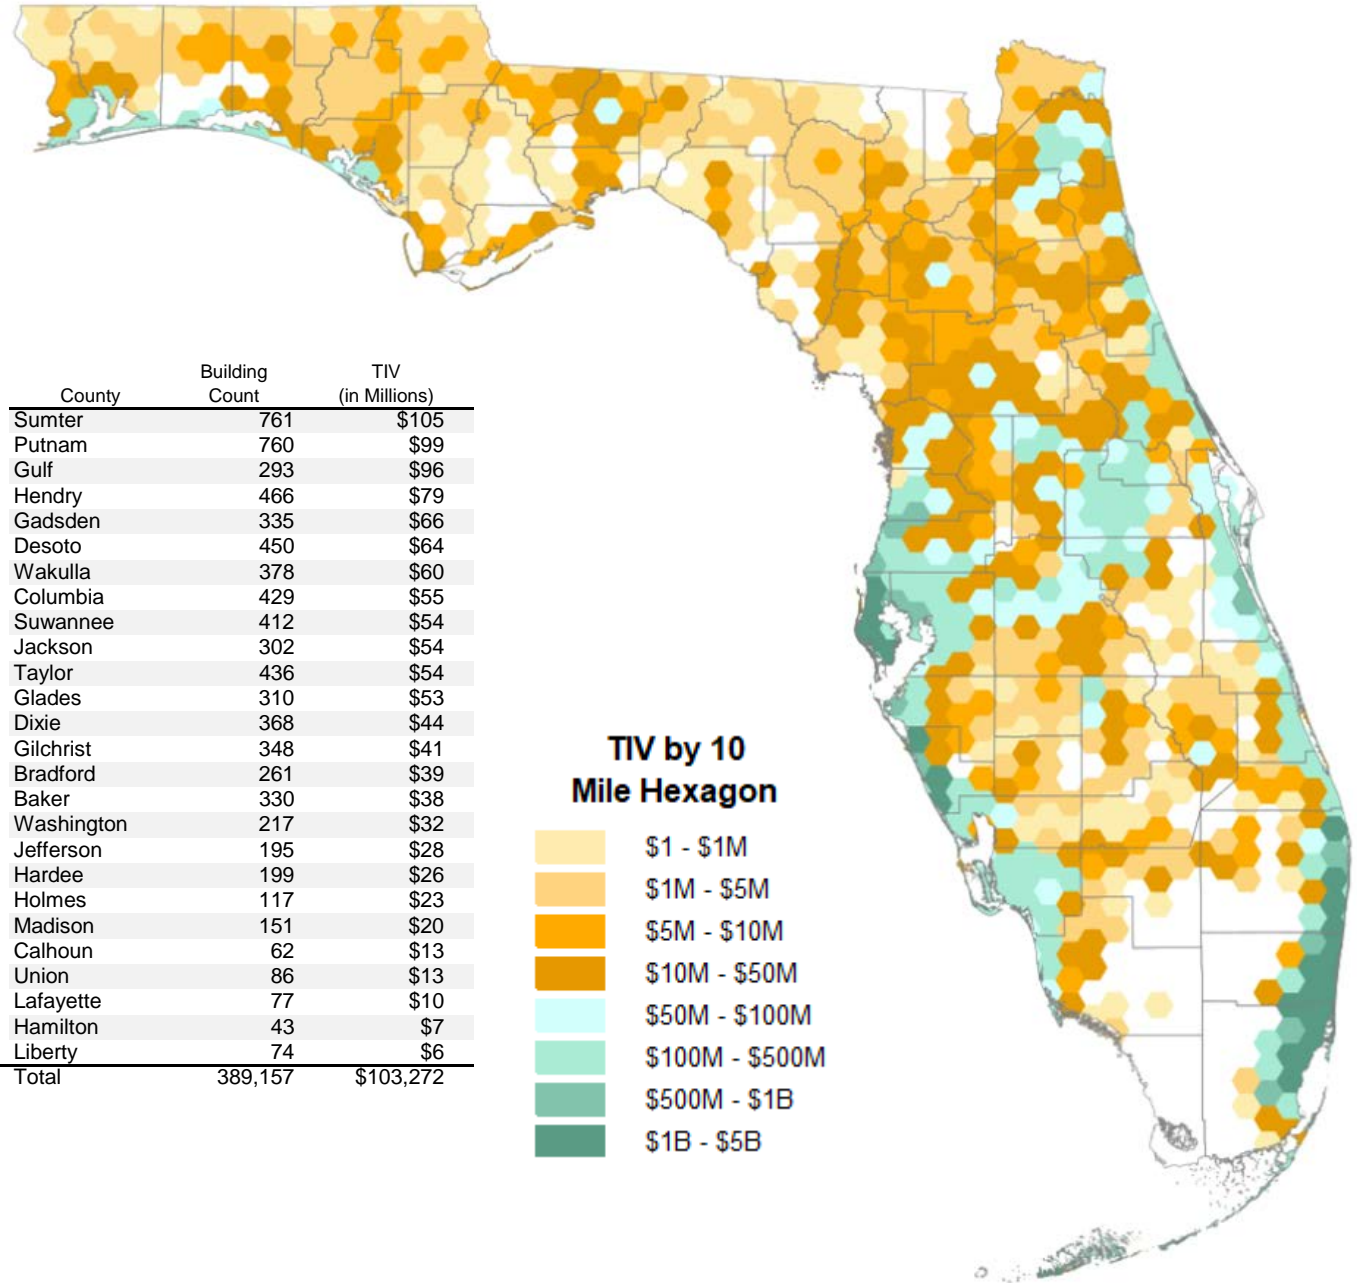 Building TIV
County Count (in Millions)
Sumter 761 $105
Putnam 760 $99
Gulf 293 $96
Hendry 466 $79
Gadsden 335 $66
Desoto 450 $64
Wakulla 378 $60
Columbia 429 $55
Suwannee 412 $54
Jackson 302 $54
Taylor 436 $54
Glades 310 $53
Dixie 368 $44
Gilchrist 348 $41
Bradford 261 $39
Baker 330 $38
Washington 217 $32
Jefferson 195 $28
Hardee 199 $26
Holmes 117 $23
Madison 151 $20
Calhoun 62 $13
Union 86 $13
Lafayette 77 $10
Hamilton 43 $7
Liberty 74 $6
Total 389,157 $103,272
TIV by 10
Mile Hexagon
$1 - $1M
$1M - $5M
$5M - $10M
$10M - $50M
$50M - $100M
$100M - $500M
$500M - $1B
$1B - $5B